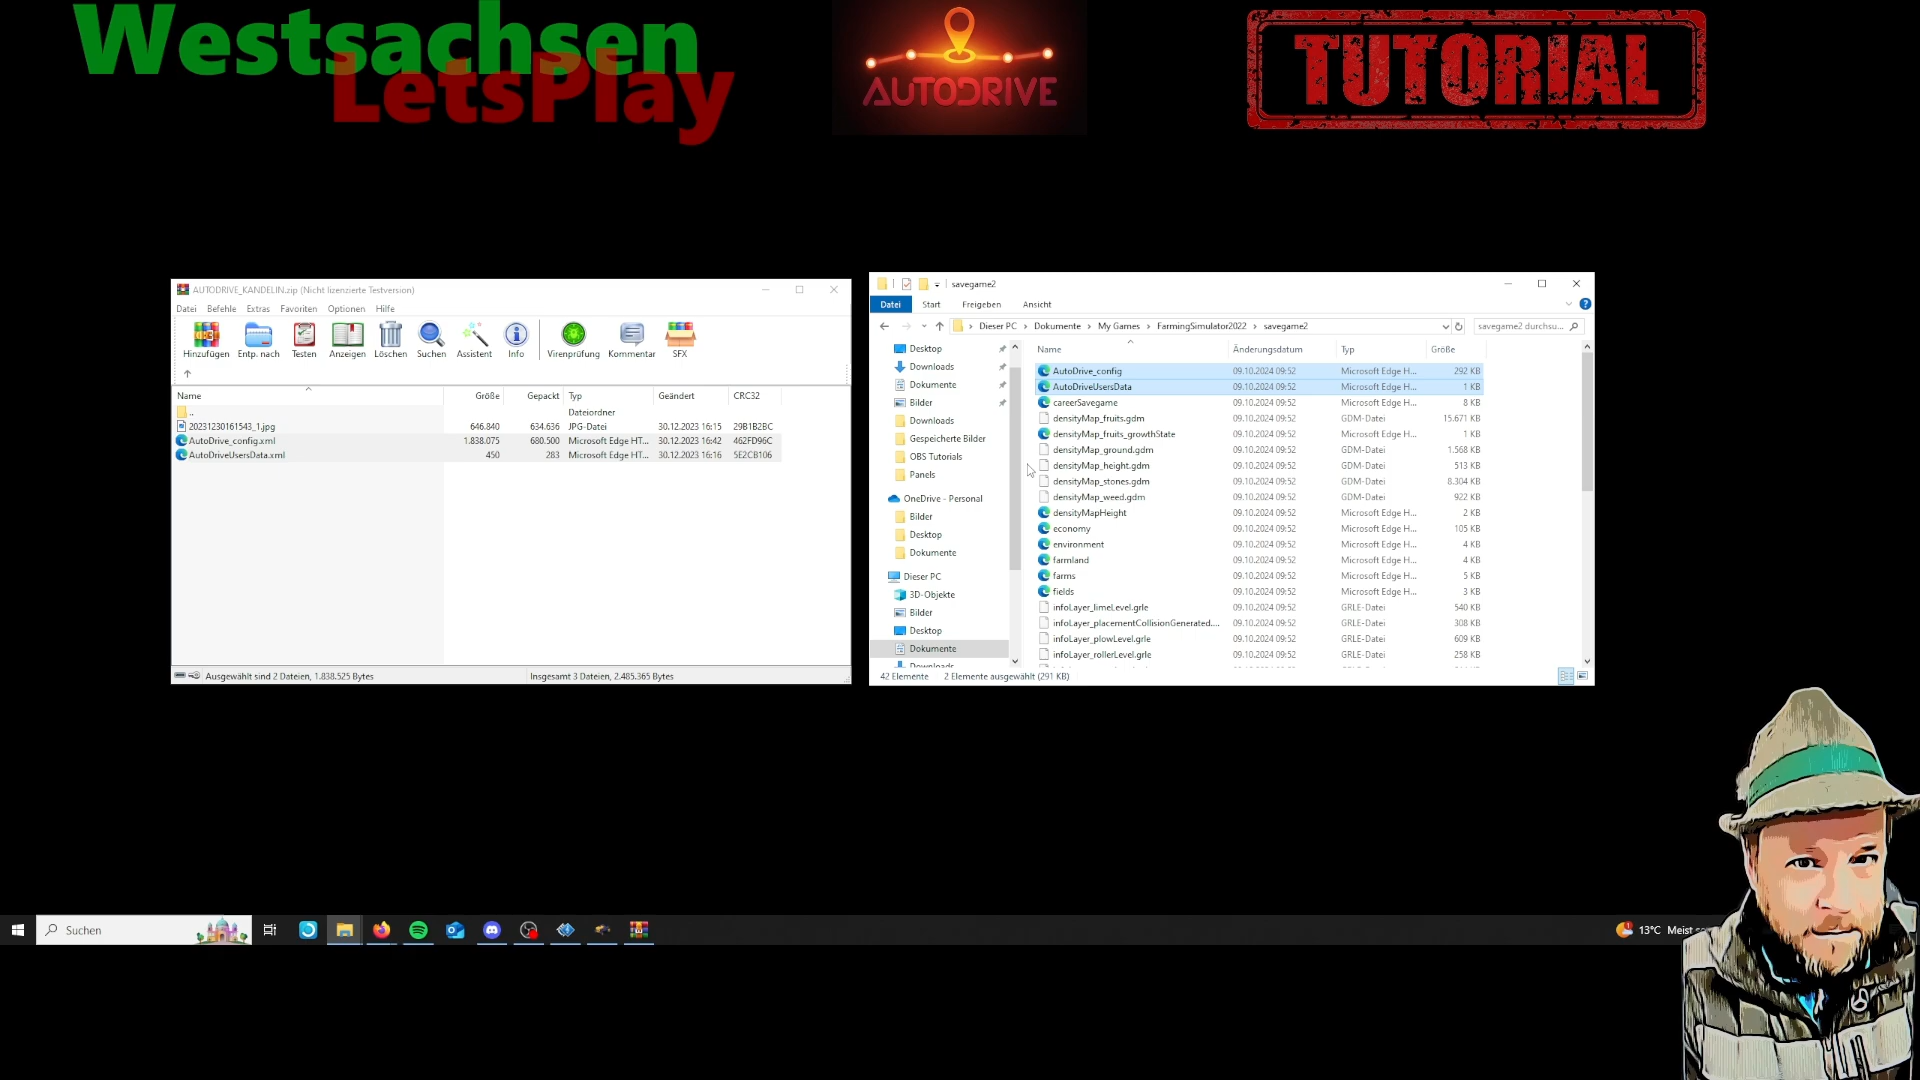 Westsachsen
LetsPlay
AUTODRIVE
TUTORIAL
AUTODRIVE_KANDELIN.zip (Nicht lizenzierte Testversion)
Datei Befehle Extras Favoriten Optionen Hilfe
Hinzufügen Entp. nach Testen Anzeigen Löschen Suchen Assistent Info Virenprüfung Kommentar SFX
Name Größe Gepackt Typ Geändert CRC32
.. Dateiordner
20231230161543_1.jpg 646.840 634.636 JPG-Datei 30.12.2023 16:15 29B1B2BC
AutoDrive_config.xml 1.838.075 680.500 Microsoft Edge HT... 30.12.2023 16:42 462FD96C
AutoDriveUsersData.xml 450 283 Microsoft Edge HT... 30.12.2023 16:16 5E2CB106
Ausgewählt sind 2 Dateien, 1.838.525 Bytes Insgesamt 3 Dateien, 2.485.365 Bytes
savegame2
Datei Start Freigeben Ansicht
Dieser PC > Dokumente > My Games > FarmingSimulator2022 > savegame2 savegame2 durchsu...
Desktop
Downloads
Dokumente
Bilder
Downloads
Gespeicherte Bilder
OBS Tutorials
Panels
OneDrive - Personal
Bilder
Desktop
Dokumente
Dieser PC
3D-Objekte
Bilder
Desktop
Dokumente
Downloads
Name Änderungsdatum Typ Größe
AutoDrive_config 09.10.2024 09:52 Microsoft Edge H... 292 KB
AutoDriveUsersData 09.10.2024 09:52 Microsoft Edge H... 1 KB
careerSavegame 09.10.2024 09:52 Microsoft Edge H... 8 KB
densityMap_fruits.gdm 09.10.2024 09:52 GDM-Datei 15.671 KB
densityMap_fruits_growthState 09.10.2024 09:52 Microsoft Edge H... 1 KB
densityMap_ground.gdm 09.10.2024 09:52 GDM-Datei 1.568 KB
densityMap_height.gdm 09.10.2024 09:52 GDM-Datei 513 KB
densityMap_stones.gdm 09.10.2024 09:52 GDM-Datei 8.304 KB
densityMap_weed.gdm 09.10.2024 09:52 GDM-Datei 922 KB
densityMapHeight 09.10.2024 09:52 Microsoft Edge H... 2 KB
economy 09.10.2024 09:52 Microsoft Edge H... 105 KB
environment 09.10.2024 09:52 Microsoft Edge H... 4 KB
farmland 09.10.2024 09:52 Microsoft Edge H... 4 KB
farms 09.10.2024 09:52 Microsoft Edge H... 5 KB
fields 09.10.2024 09:52 Microsoft Edge H... 3 KB
infoLayer_limeLevel.grle 09.10.2024 09:52 GRLE-Datei 540 KB
infoLayer_placementCollisionGenerated.... 09.10.2024 09:52 GRLE-Datei 308 KB
infoLayer_plowLevel.grle 09.10.2024 09:52 GRLE-Datei 609 KB
infoLayer_rollerLevel.grle 09.10.2024 09:52 GRLE-Datei 258 KB
42 Elemente 2 Elemente ausgewählt (291 KB)
Suchen
13°C Meist